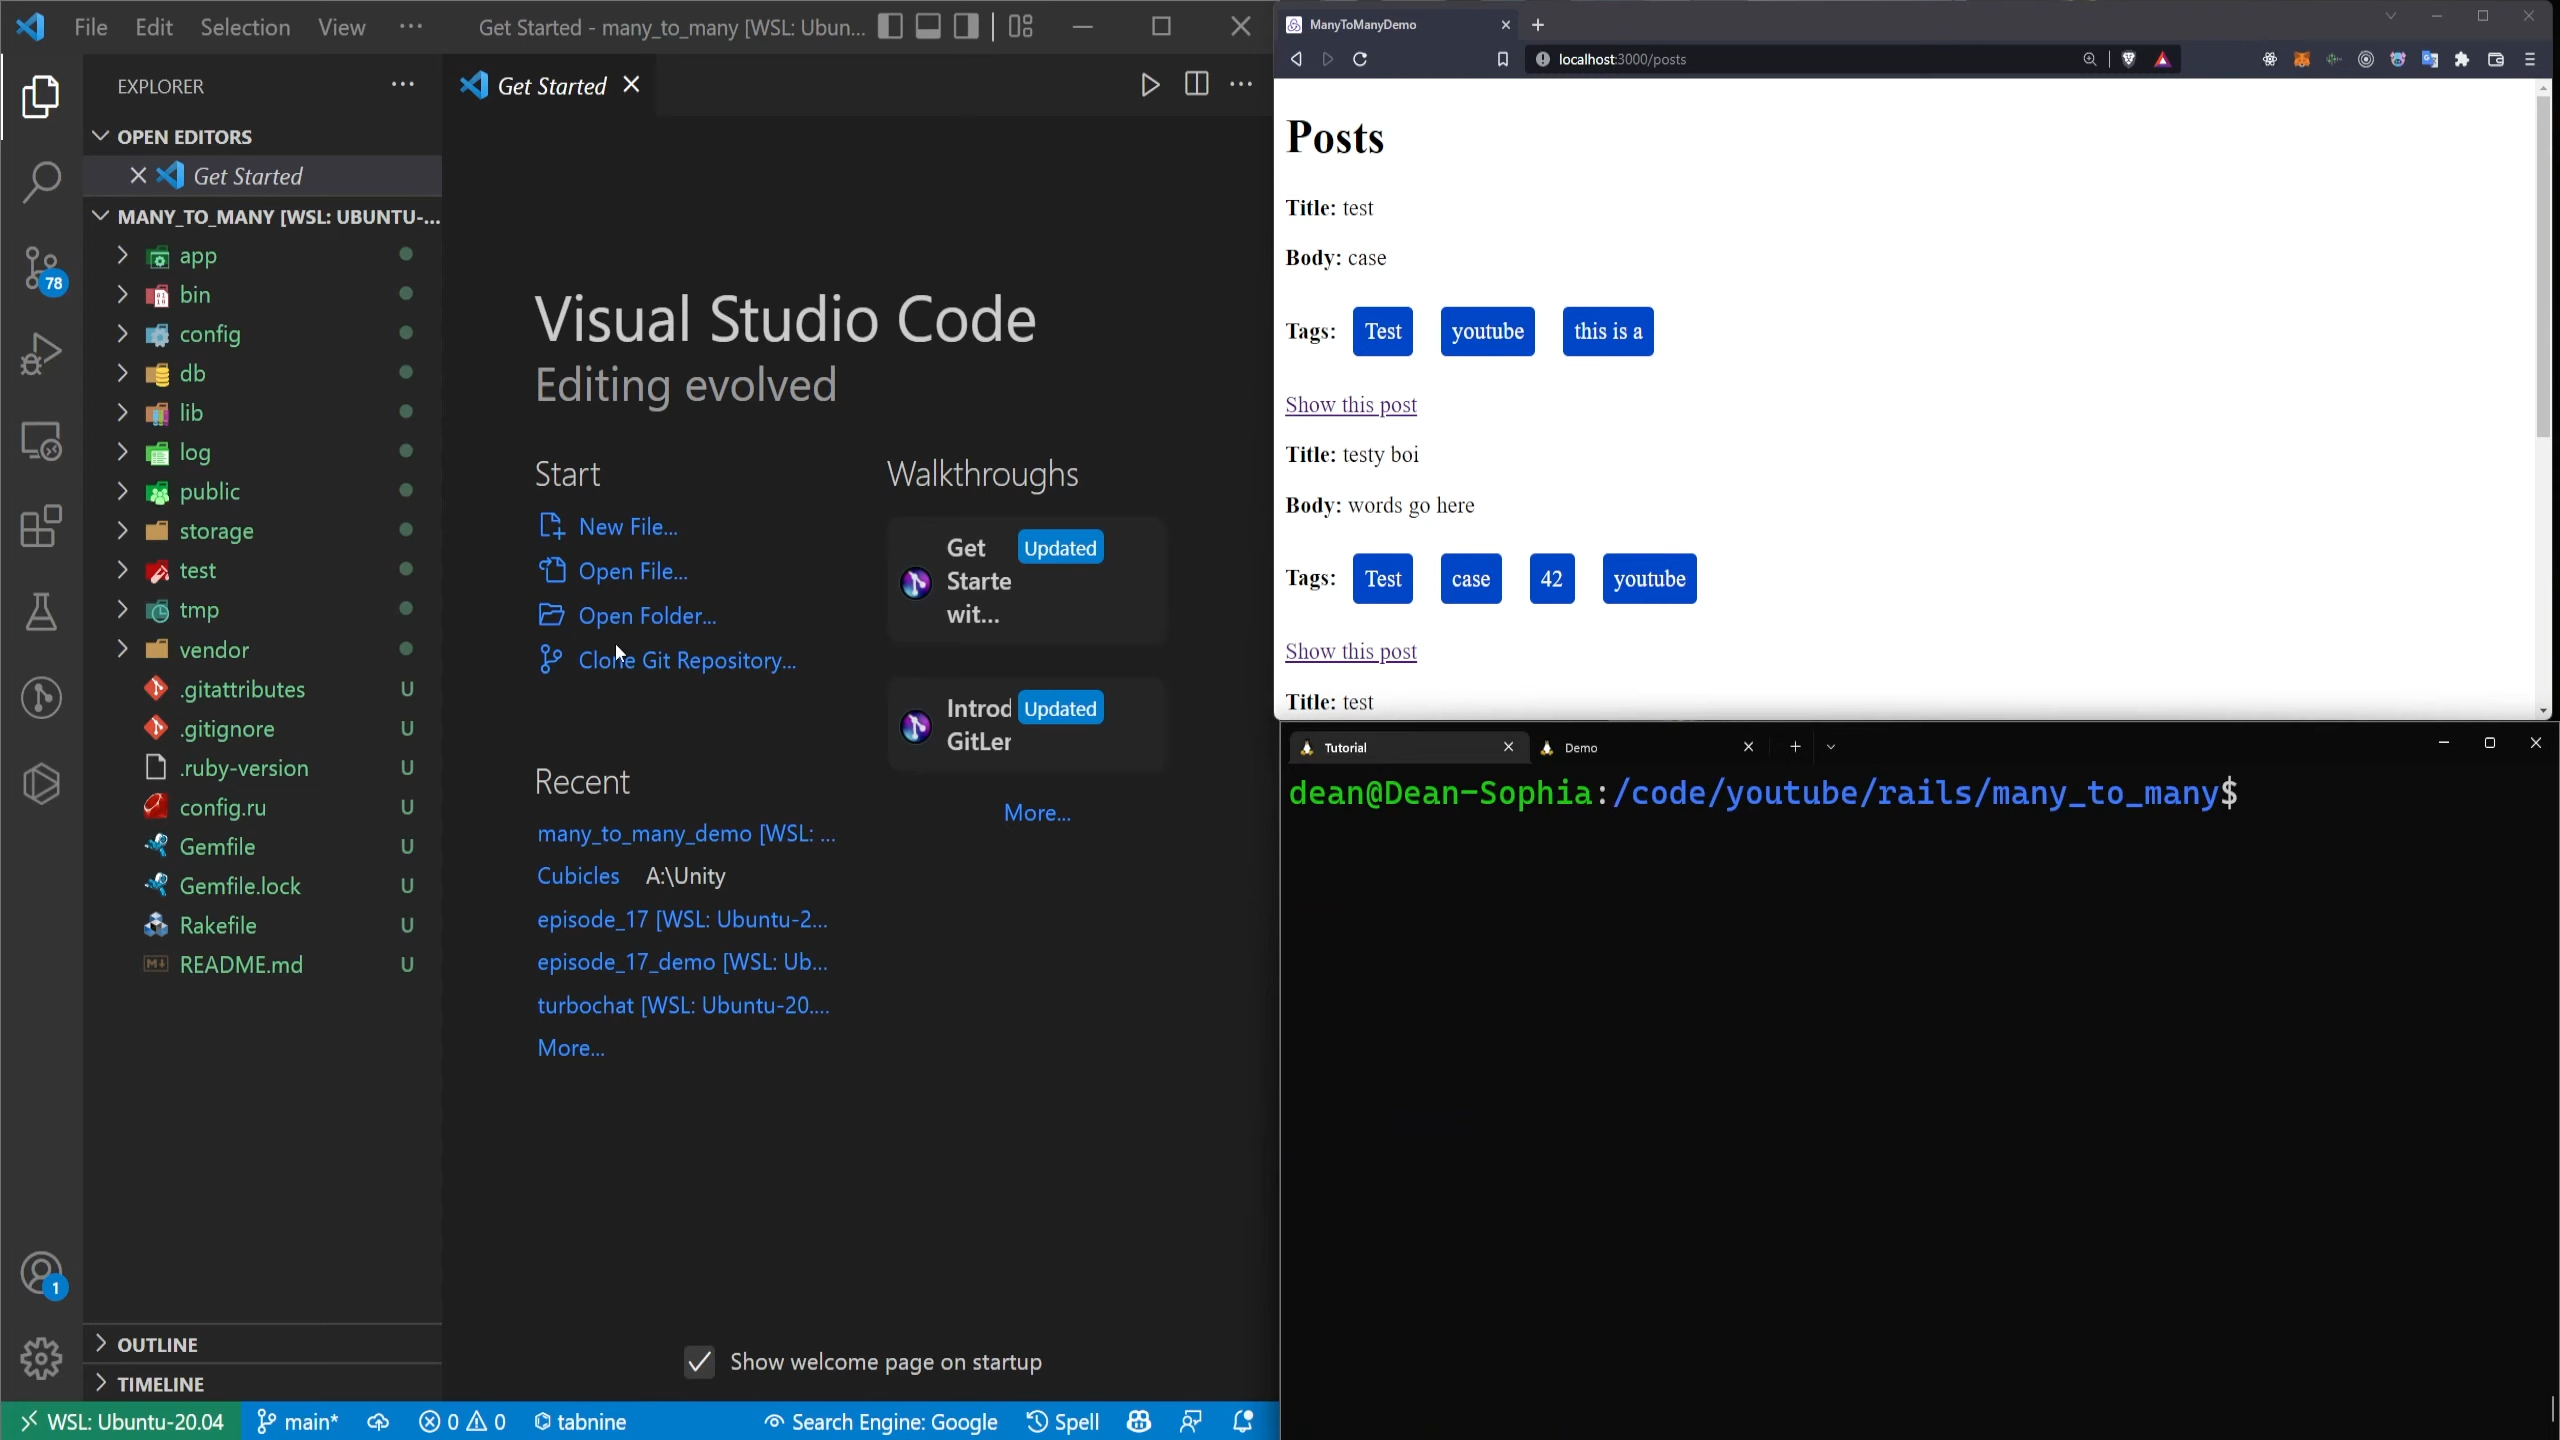 File Edit Selection View ··· Get Started - many_to_many [WSL: Ubun...
EXPLORER
OPEN EDITORS
Get Started
MANY_TO_MANY [WSL: UBUNTU-...
app
bin
config
db
lib
log
public
storage
test
tmp
vendor
.gitattributes U
.gitignore U
.ruby-version U
config.ru U
Gemfile U
Gemfile.lock U
Rakefile U
README.md U
OUTLINE
TIMELINE
78
1
Get Started
Visual Studio Code
Editing evolved
Start
New File...
Open File...
Open Folder...
Clone Git Repository...
Recent
many_to_many_demo [WSL: ...
Cubicles A:\Unity
episode_17 [WSL: Ubuntu-2...
episode_17_demo [WSL: Ub...
turbochat [WSL: Ubuntu-20....
More...
Walkthroughs
Get Starte wit... Updated
Introd GitLer Updated
More...
Show welcome page on startup
WSL: Ubuntu-20.04 main* 0 0 tabnine Search Engine: Google Spell
ManyToManyDemo
localhost:3000/posts
Posts
Title: test
Body: case
Tags: Test youtube this is a
Show this post
Title: testy boi
Body: words go here
Tags: Test case 42 youtube
Show this post
Title: test
Tutorial Demo
dean@Dean-Sophia:/code/youtube/rails/many_to_many$